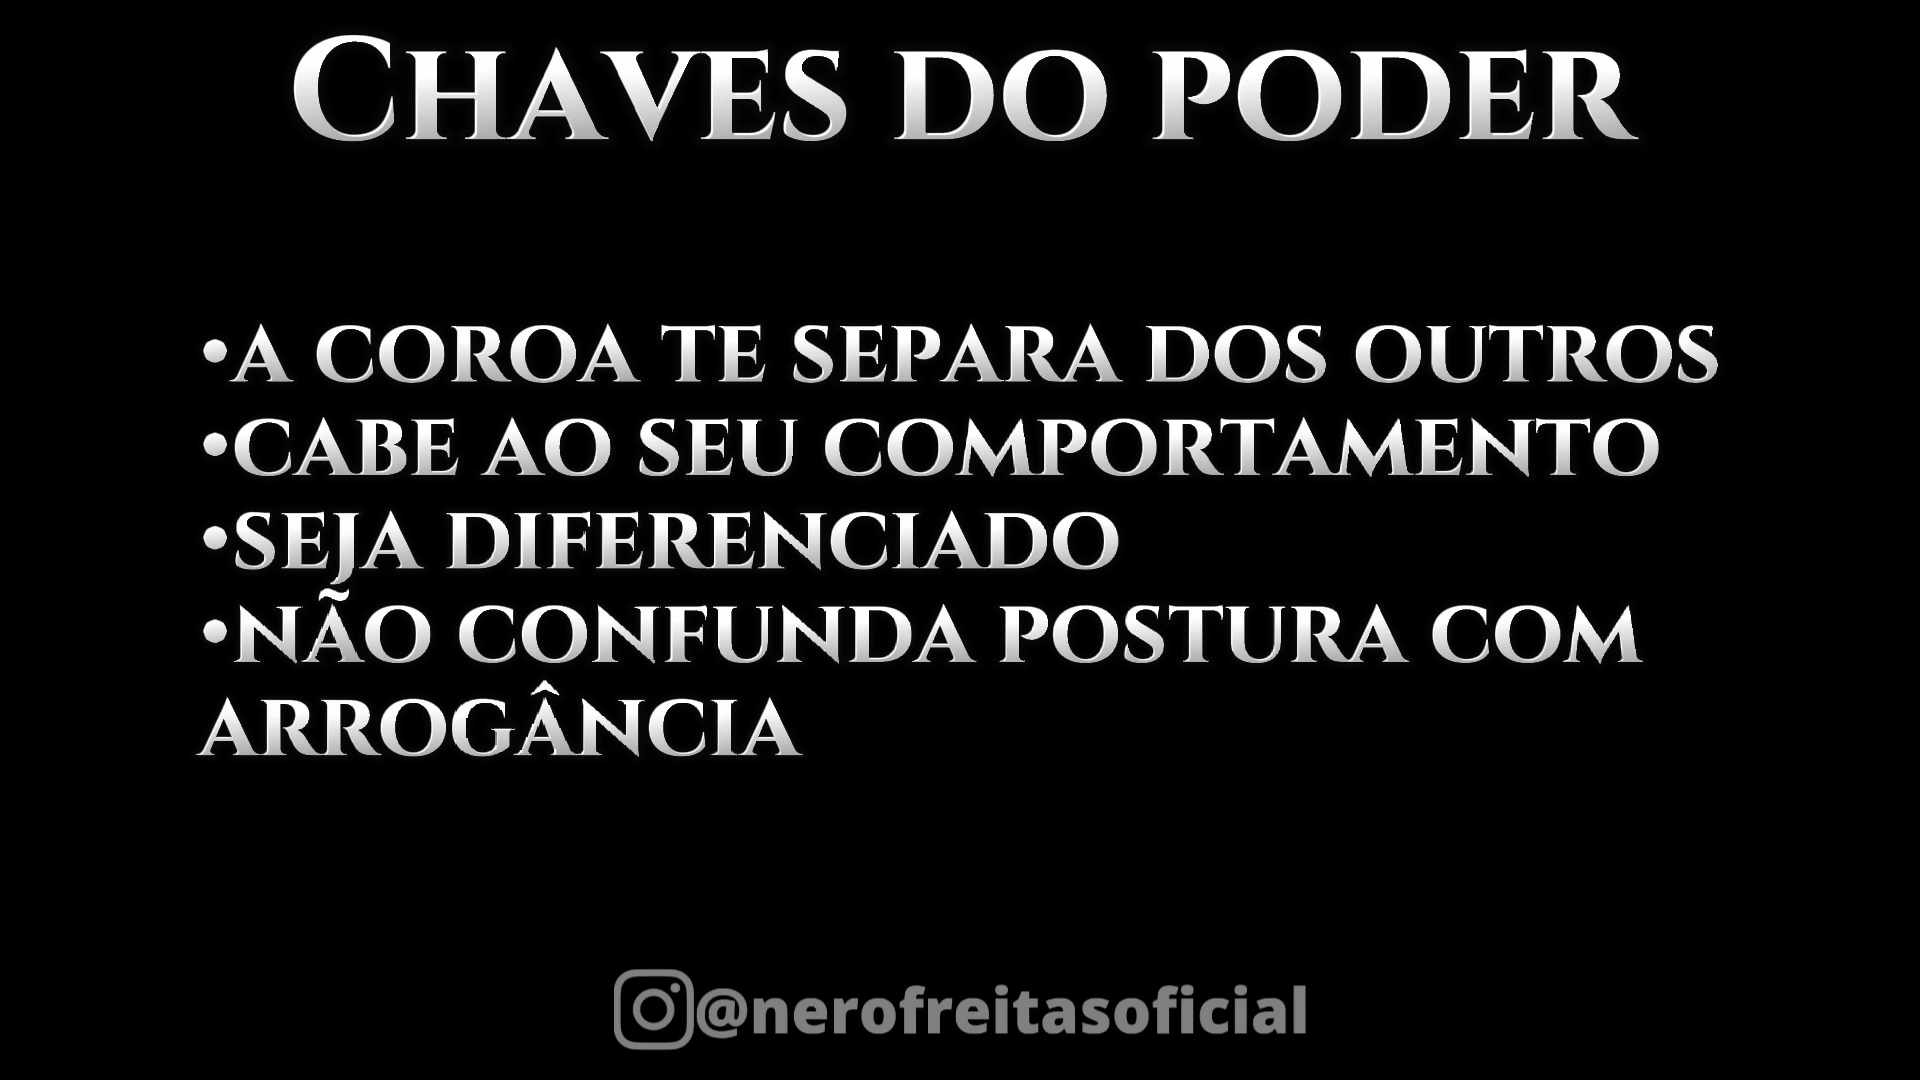 Chaves do poder
•a coroa te separa dos outros
•cabe ao seu comportamento
•seja diferenciado
•não confunda postura com
arrogância
@nerofreitasoficial